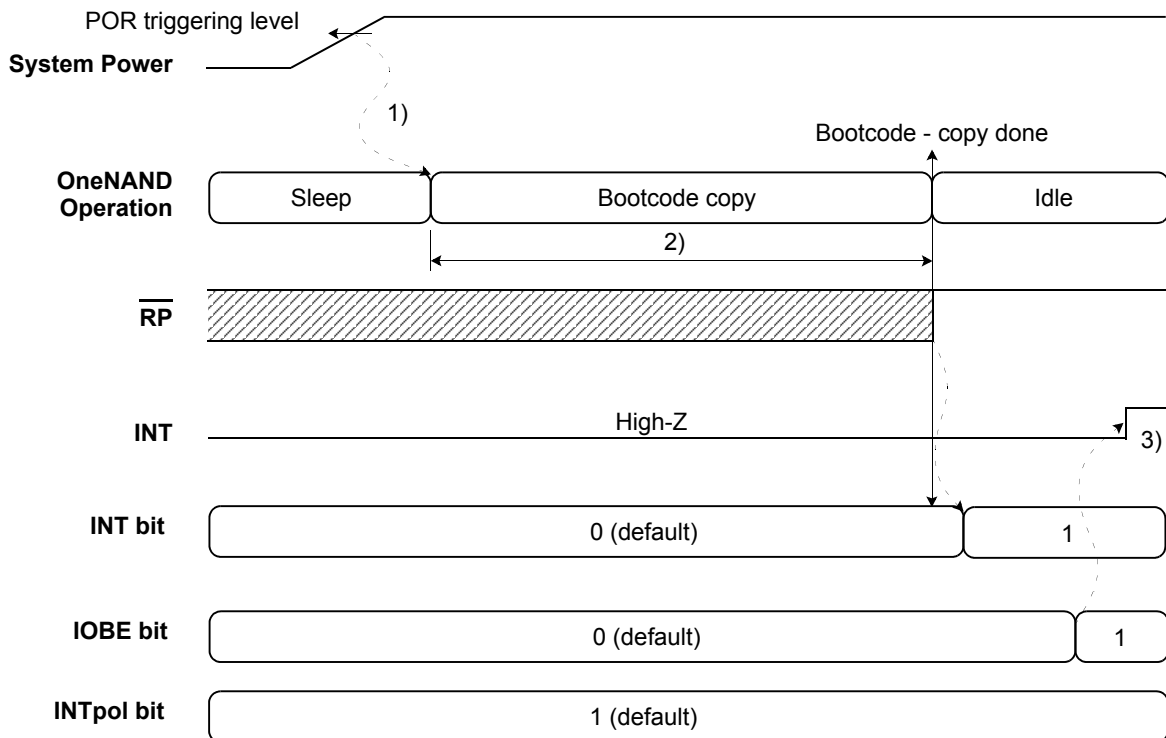 POR triggering level
System Power
1)
Bootcode - copy done
OneNAND
Operation
Sleep
Bootcode copy
Idle
2)
RP
High-Z
INT
3)
INT bit
0 (default)
1
IOBE bit
0 (default)
1
INTpol bit
1 (default)